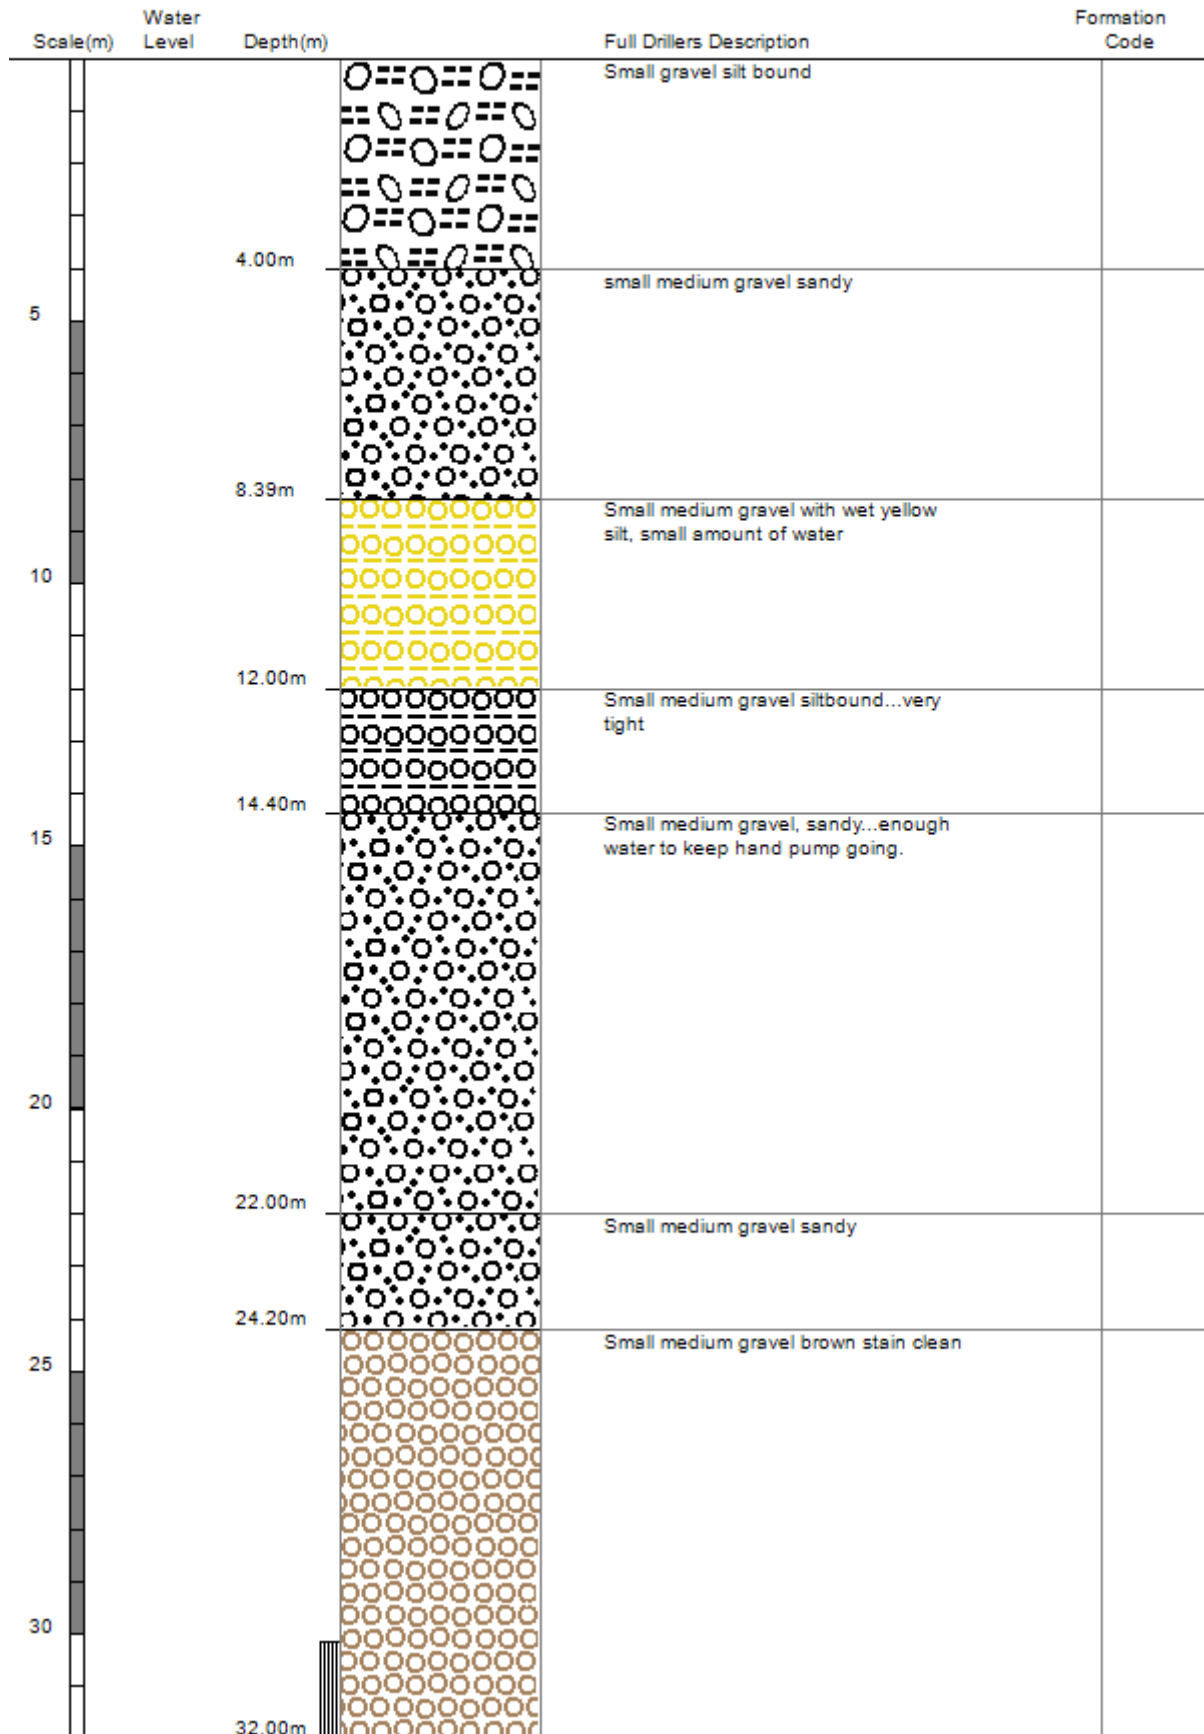 Water Level
Formation Code
Scale(m)
Depth(m)
Full Drillers Description
Small gravel silt bound
4.00m
small medium gravel sandy
5
8.39m
Small medium gravel with wet yellow
silt, small amount of water
10
12.00m
Small medium gravel siltbound...very
tight
14.40m
Small medium gravel, sandy...enough
water to keep hand pump going.
15
20
22.00m
Small medium gravel sandy
24.20m
Small medium gravel brown stain clean
25
30
32.00m